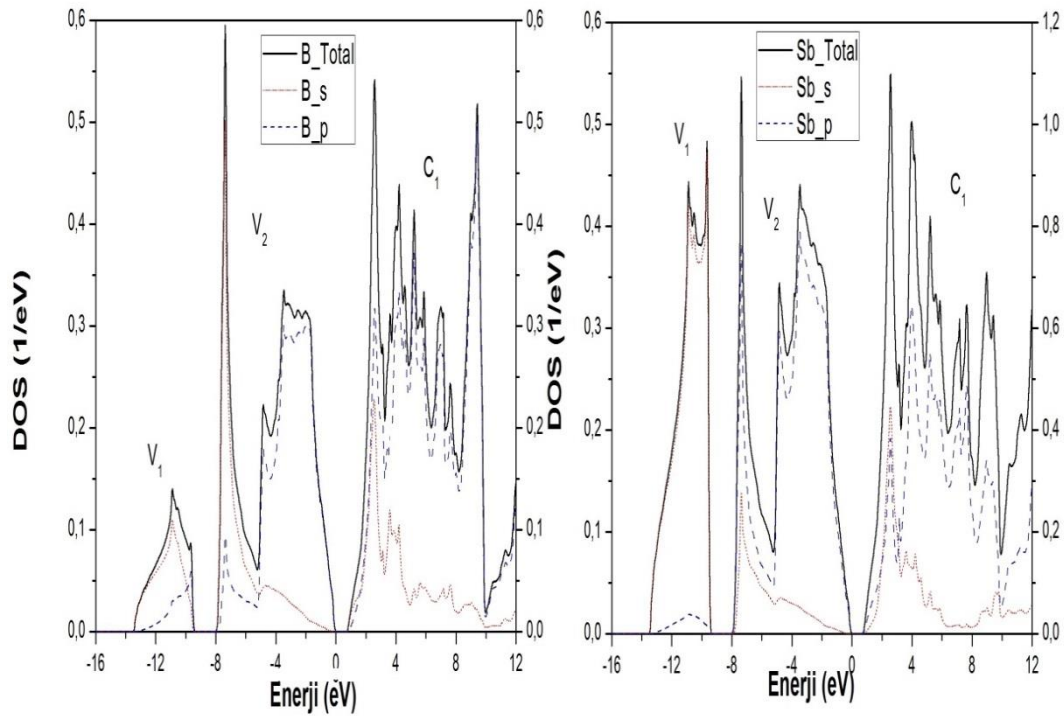 0,6
0,5
0,4
0,3
0,2
0,1
0,0
DOS (1/eV)
B_Total
B_s
B_p
V1
V2
C1
0,6
0,5
0,4
0,3
0,2
0,1
0,0
-16 -12 -8 -4 0 4 8 12
Enerji (eV)
0,6
0,5
0,4
0,3
0,2
0,1
0,0
DOS (1/eV)
Sb_Total
Sb_s
Sb_p
V1
V2
C1
1,2
1,0
0,8
0,6
0,4
0,2
0,0
-16 -12 -8 -4 0 4 8 12
Enerji (eV)